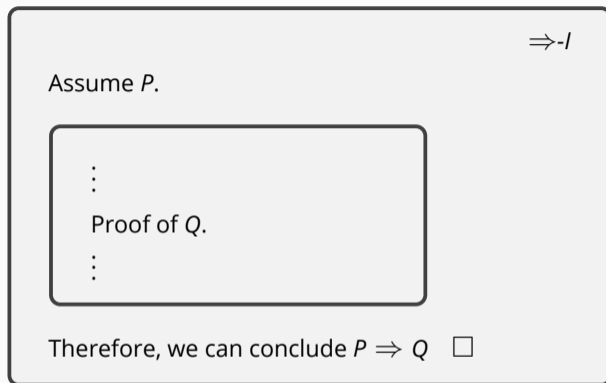 ⇒-I
Assume P.
⋮
Proof of Q.
⋮
Therefore, we can conclude P ⇒ Q □